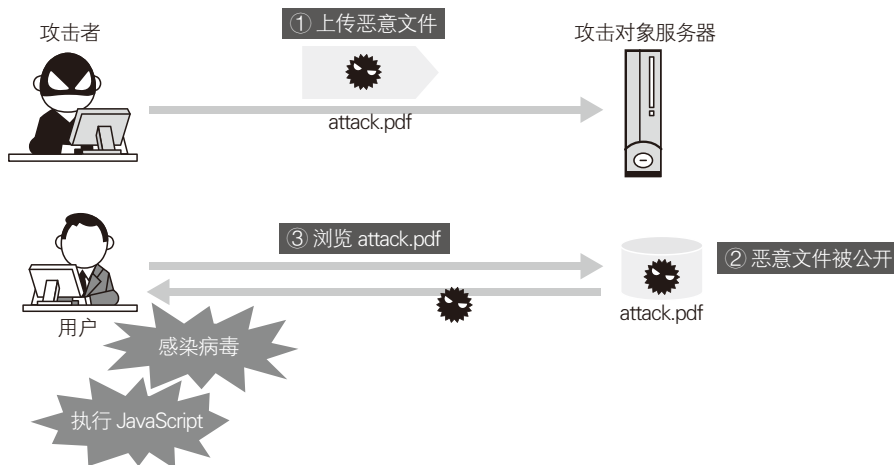 ① 上传恶意文件
攻击者
攻击对象服务器
attack.pdf
③ 浏览 attack.pdf
② 恶意文件被公开
attack.pdf
用户
感染病毒
执行 JavaScript